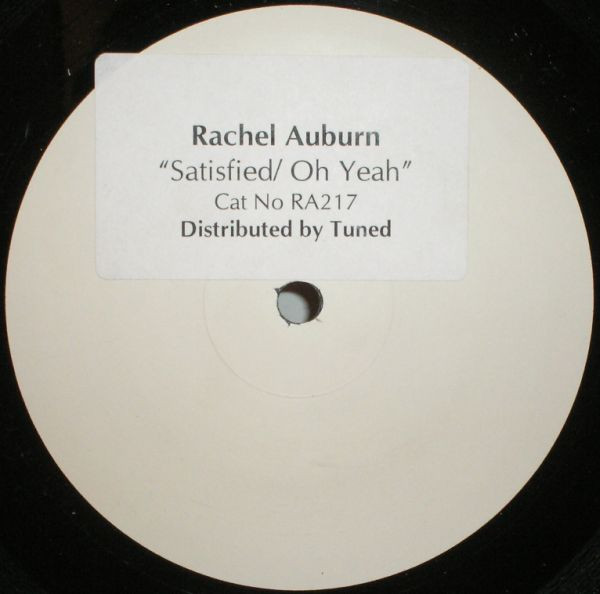 Rachel Auburn
“Satisfied/ Oh Yeah”
Cat No RA217
Distributed by Tuned